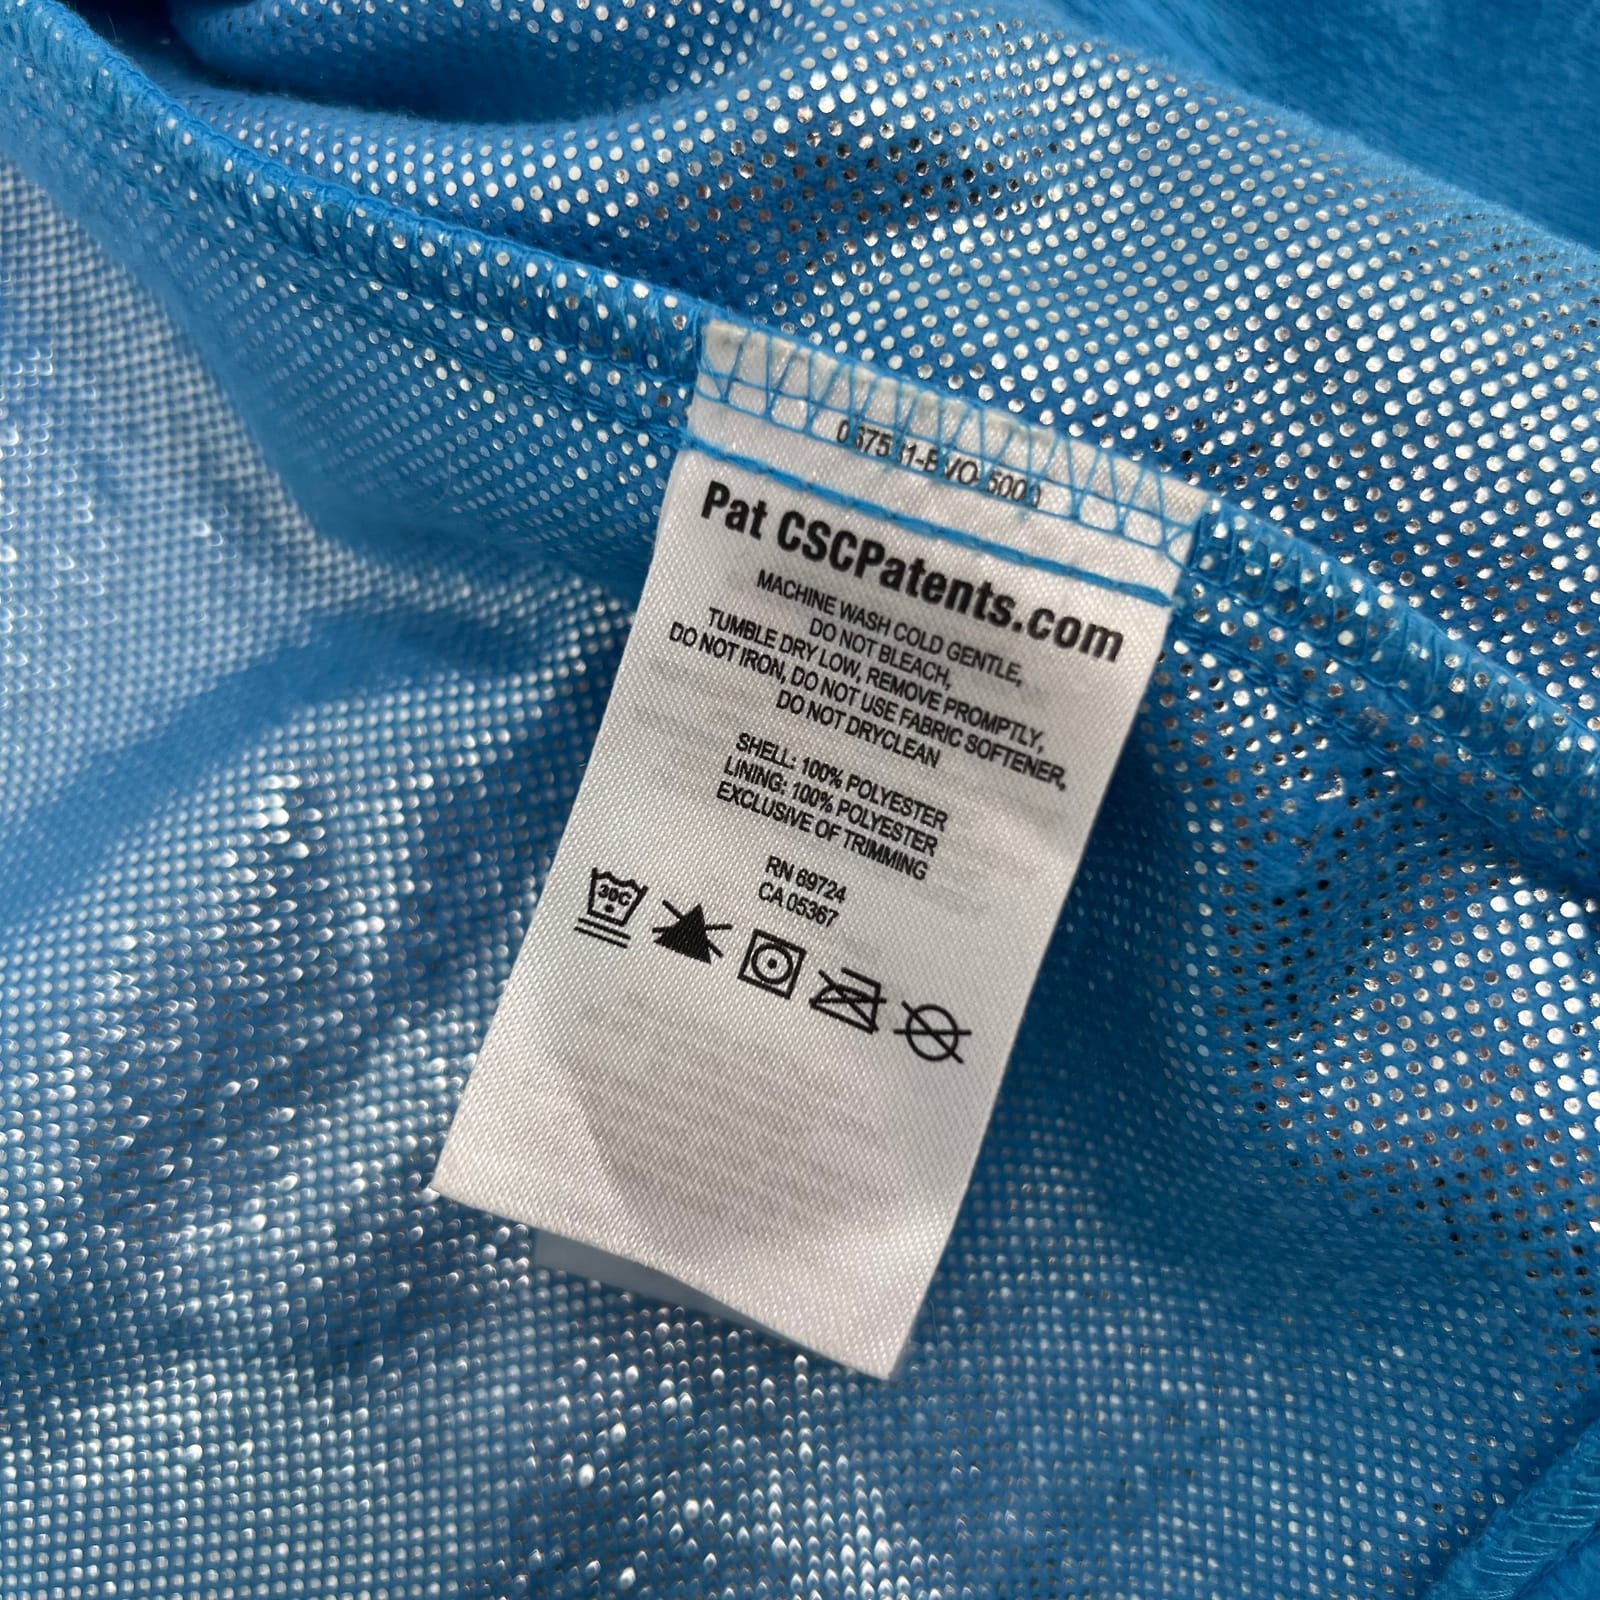 Pat CSCPatents.com
MACHINE WASH COLD GENTLE,
DO NOT BLEACH,
TUMBLE DRY LOW, REMOVE PROMPTLY,
DO NOT IRON, DO NOT USE FABRIC SOFTENER,
DO NOT DRYCLEAN
SHELL: 100% POLYESTER
LINING: 100% POLYESTER
EXCLUSIVE OF TRIMMING
RN 69724
CA 05367
30C